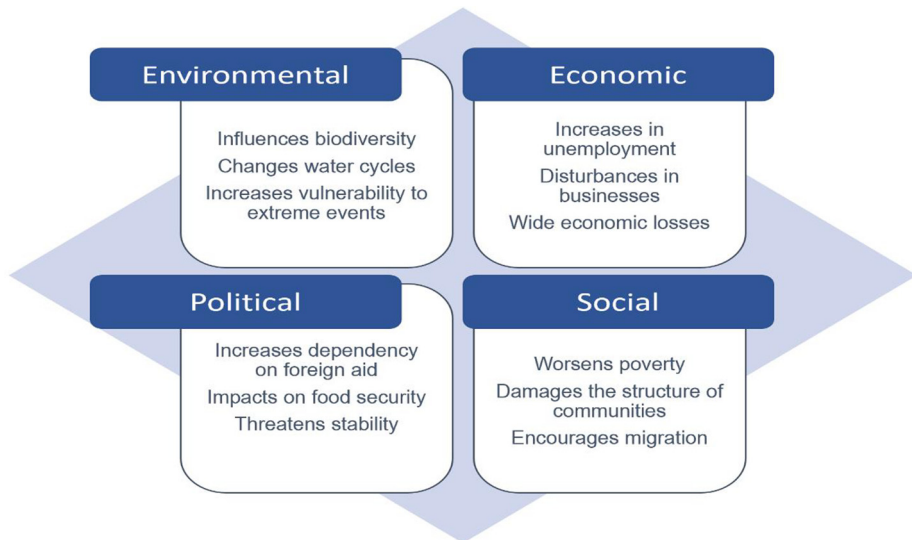 Environmental
Influences biodiversity
Changes water cycles
Increases vulnerability to
extreme events
Economic
Increases in
unemployment
Disturbances in
businesses
Wide economic losses
Political
Increases dependency
on foreign aid
Impacts on food security
Threatens stability
Social
Worsens poverty
Damages the structure of
communities
Encourages migration